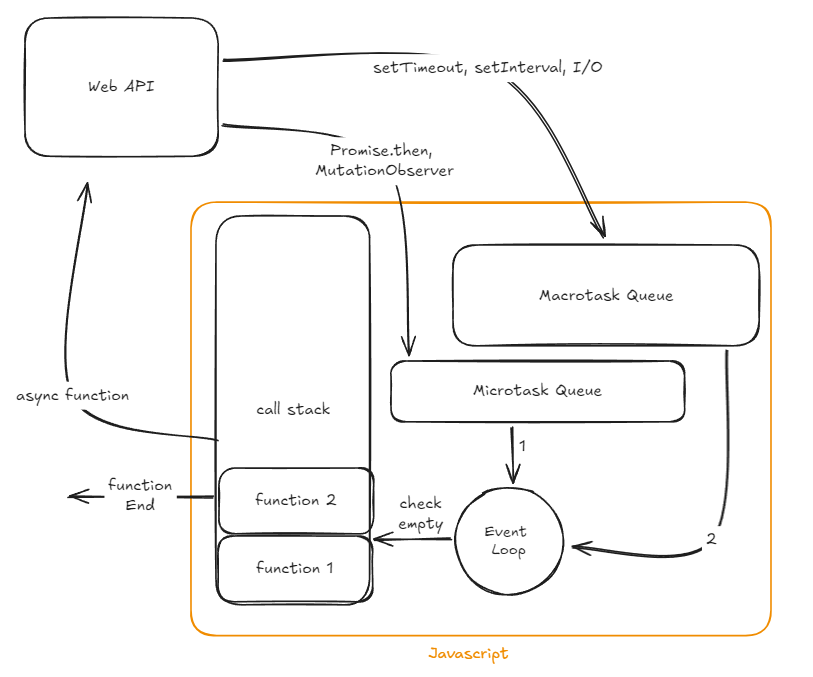 Web API
setTimeout, setInterval, I/O
Promise.then,
MutationObserver
Macrotask Queue
Microtask Queue
async function
call stack
1
function
End
function 2
check
empty
Event
Loop
2
function 1
Javascript